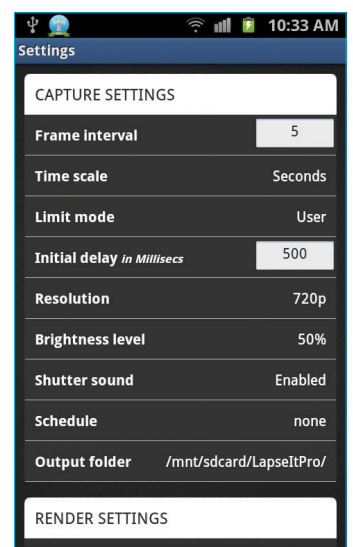 10:33 AM
Settings
CAPTURE SETTINGS
Frame interval 5
Time scale Seconds
Limit mode User
Initial delay in Millisecs 500
Resolution 720p
Brightness level 50%
Shutter sound Enabled
Schedule none
Output folder /mnt/sdcard/LapseItPro/
RENDER SETTINGS